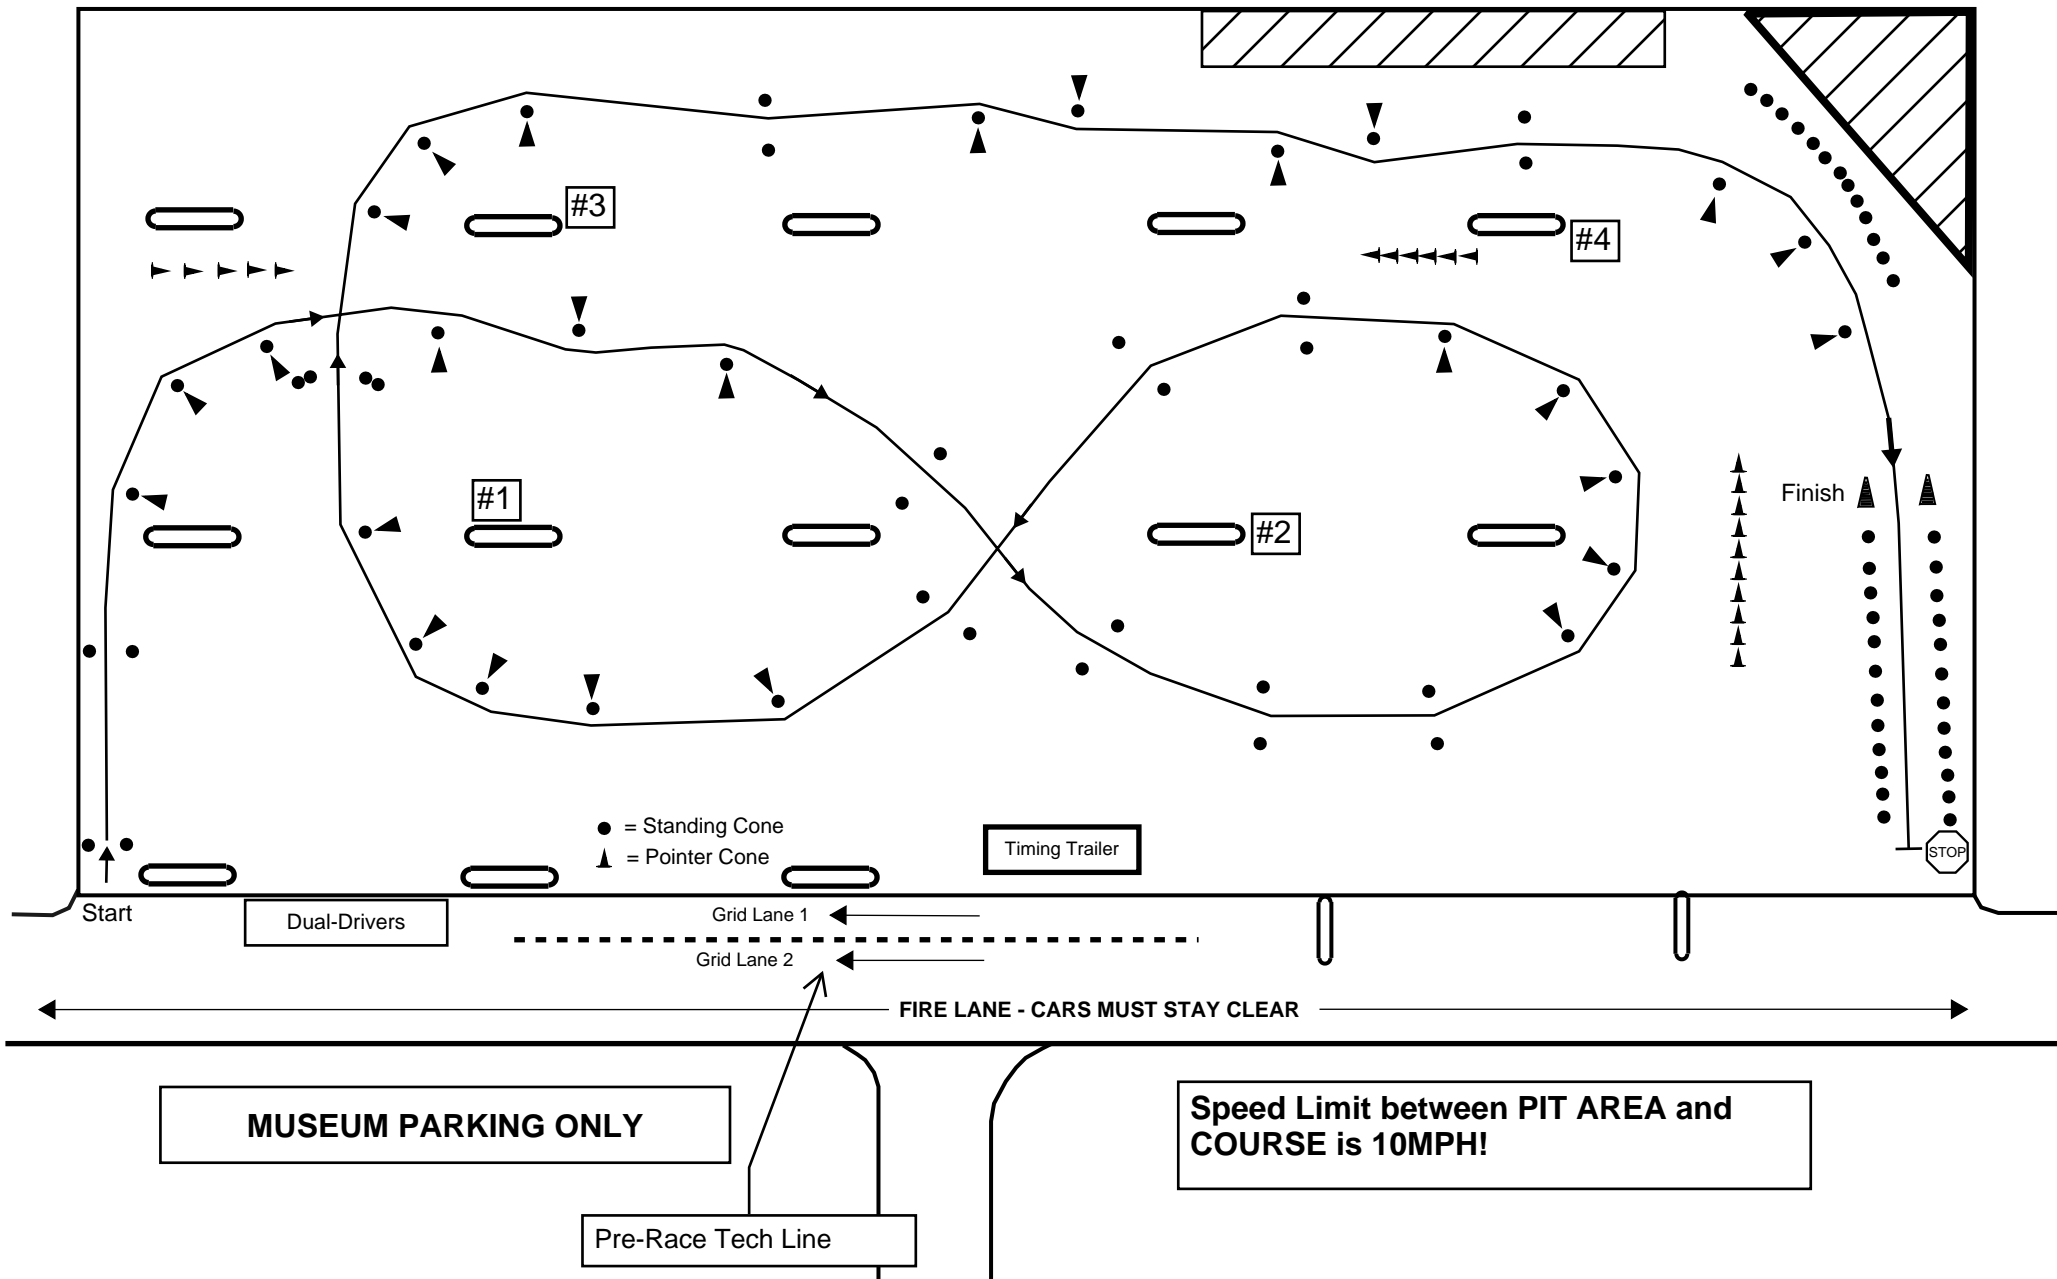 #3
#4
#1
#2
Finish
= Standing Cone
= Pointer Cone
Timing Trailer
STOP
Start
Dual-Drivers
Grid Lane 1
Grid Lane 2
FIRE LANE - CARS MUST STAY CLEAR
MUSEUM PARKING ONLY
Speed Limit between PIT AREA and
COURSE is 10MPH!
Pre-Race Tech Line